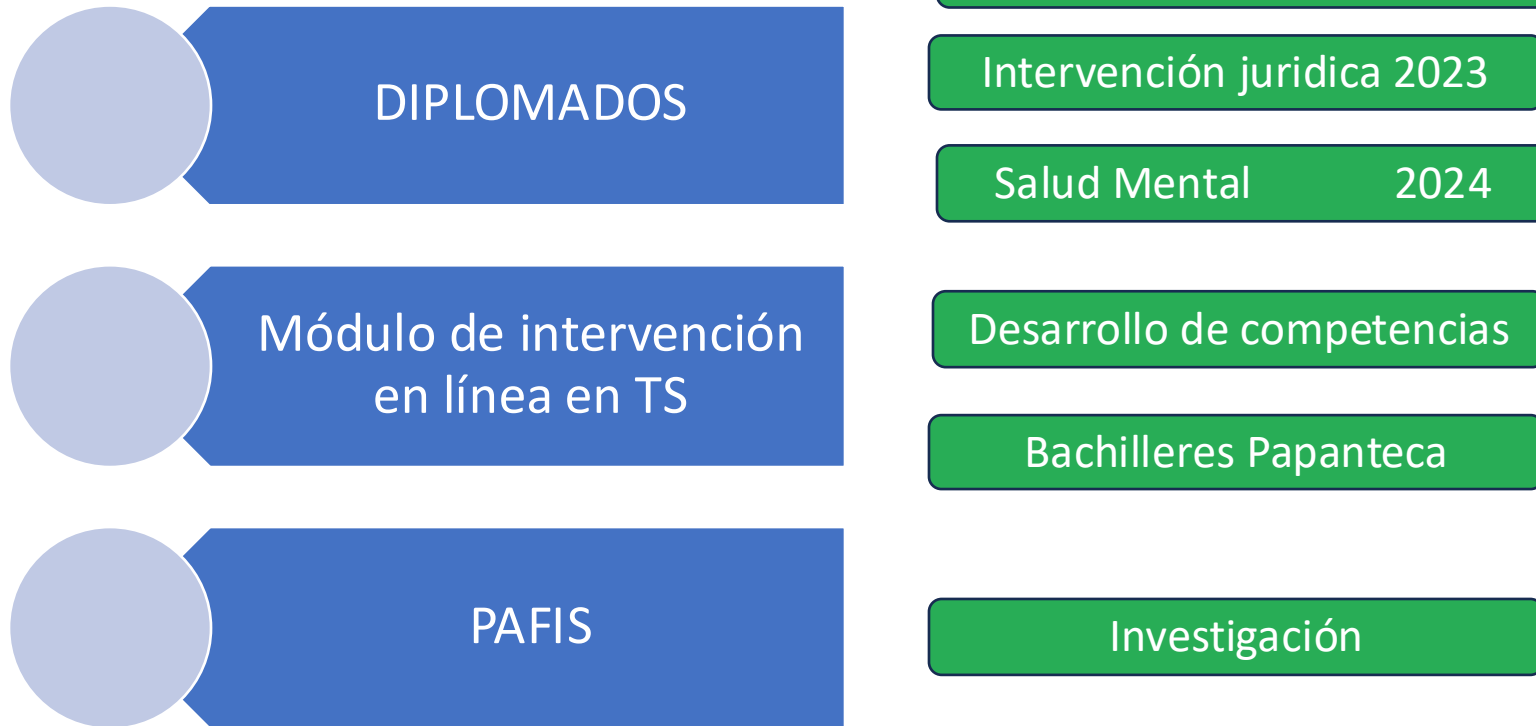 DIPLOMADOS
Intervención juridica 2023
Salud Mental 2024
Módulo de intervención
en línea en TS
Desarrollo de competencias
Bachilleres Papanteca
PAFIS
Investigación